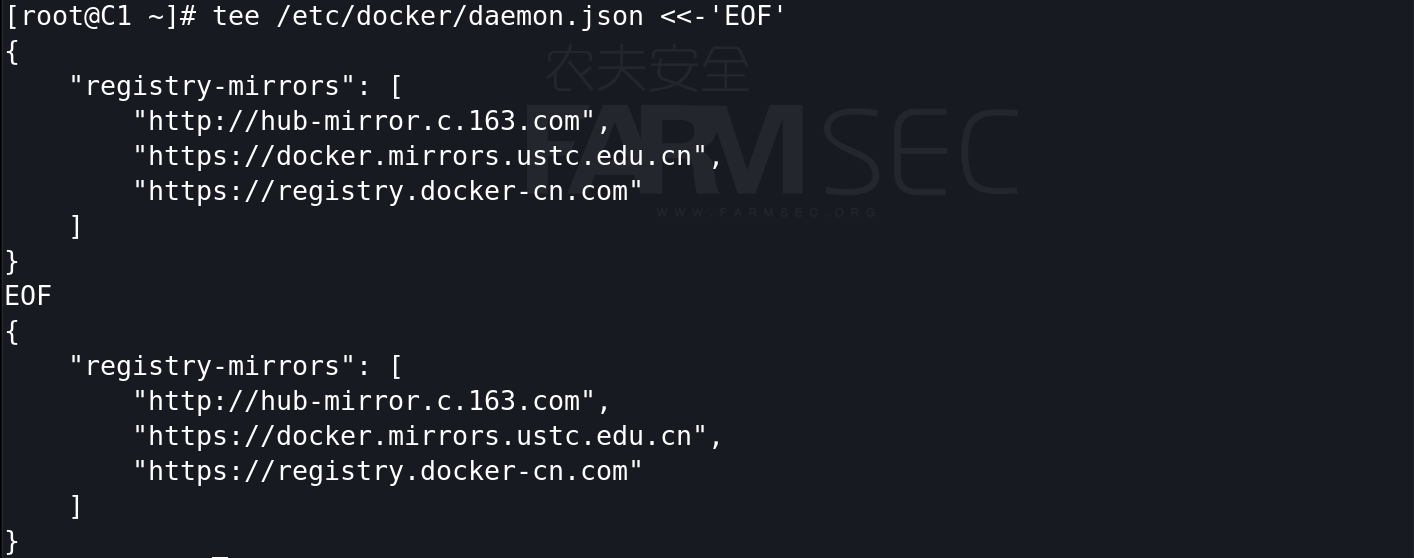 [root@C1 ~]# tee /etc/docker/daemon.json <<-'EOF'
{
    "registry-mirrors": [
        "http://hub-mirror.c.163.com",
        "https://docker.mirrors.ustc.edu.cn",
        "https://registry.docker-cn.com"
    ]
}
EOF
{
    "registry-mirrors": [
        "http://hub-mirror.c.163.com",
        "https://docker.mirrors.ustc.edu.cn",
        "https://registry.docker-cn.com"
    ]
}
农夫安全
FARMSEC
WWW.FARMSEC.ORG